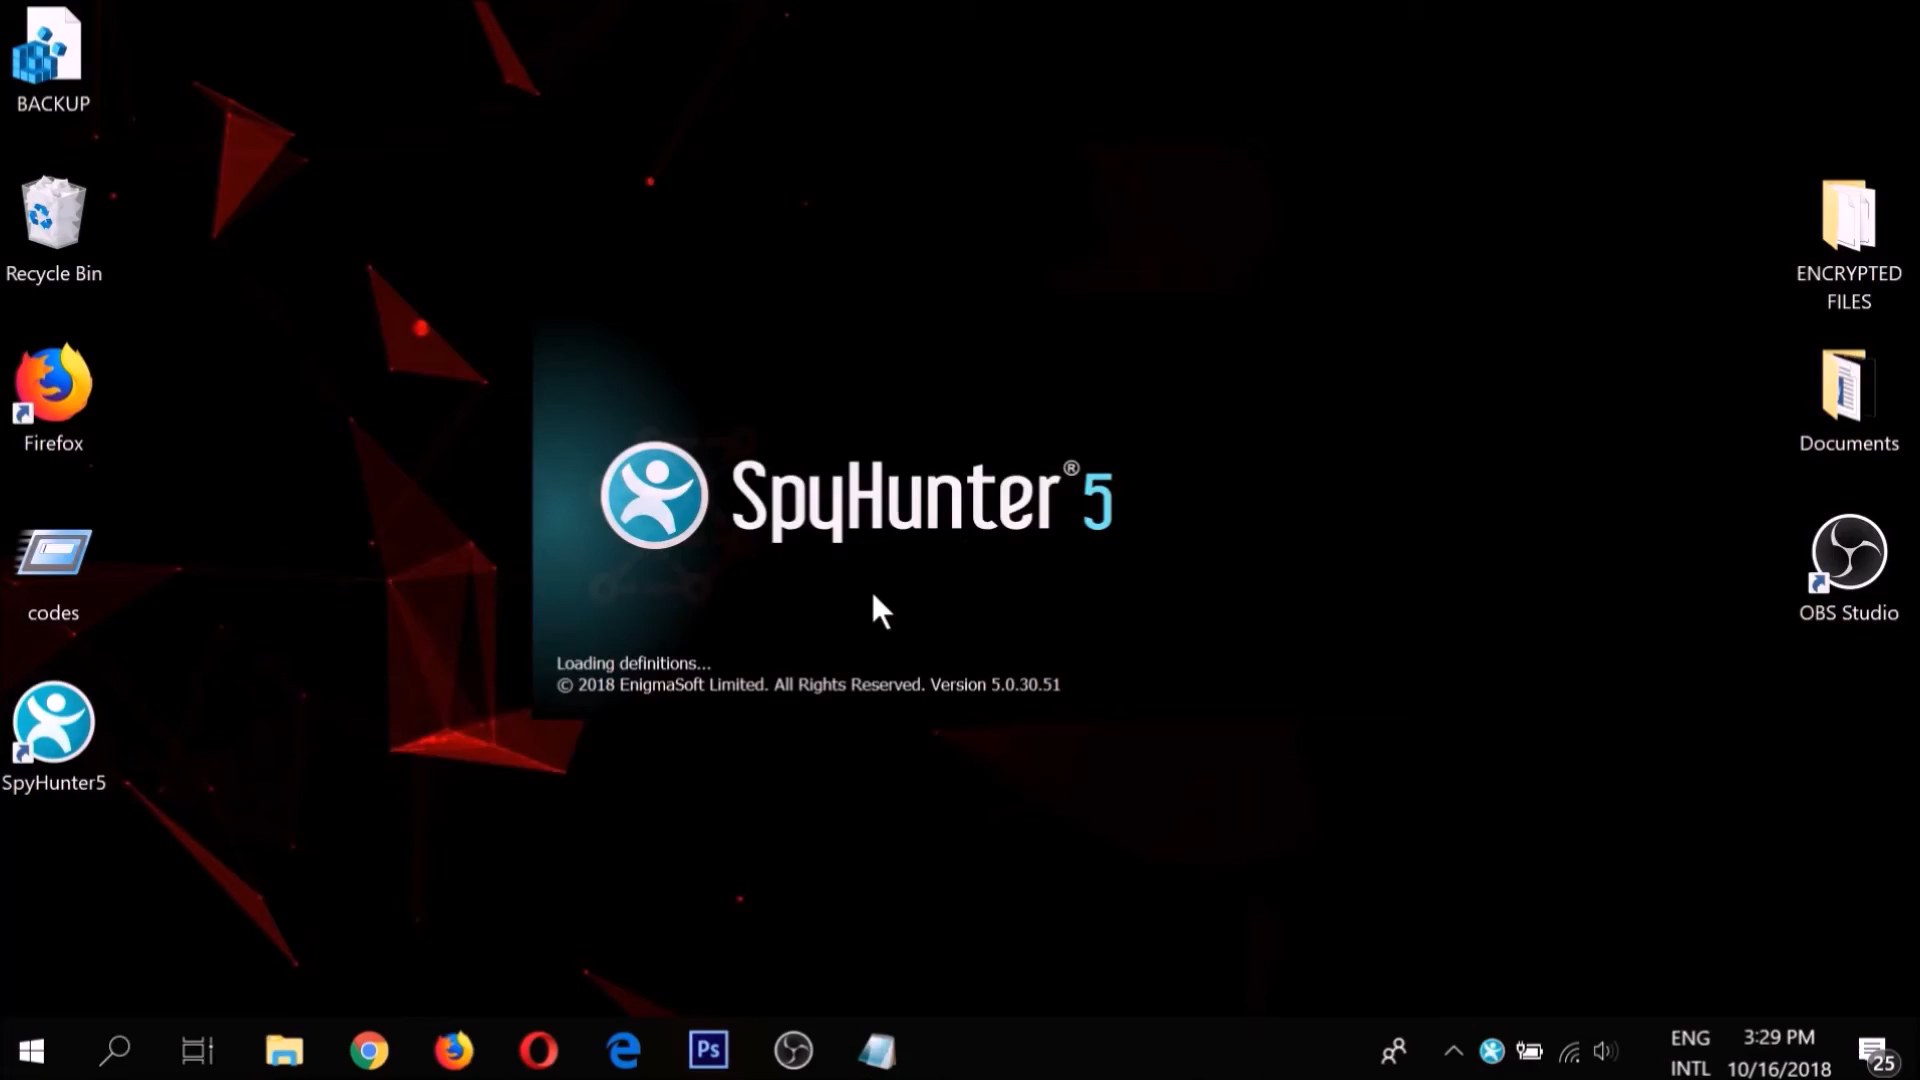 BACKUP
Recycle Bin
Firefox
codes
SpyHunter5
ENCRYPTED
FILES
Documents
OBS Studio
SpyHunter®5
Loading definitions...
© 2018 EnigmaSoft Limited. All Rights Reserved. Version 5.0.30.51
Ps
ENG
INTL
3:29 PM
10/16/2018
25